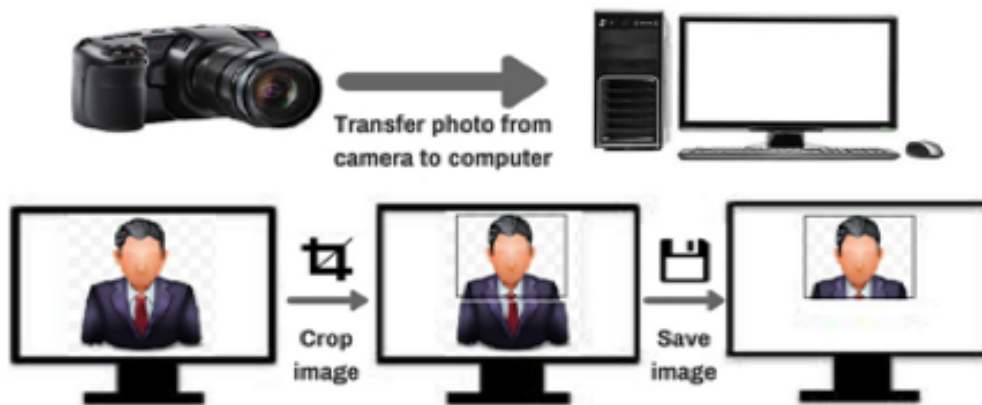 Transfer photo from
camera to computer
Crop
image
Save
image